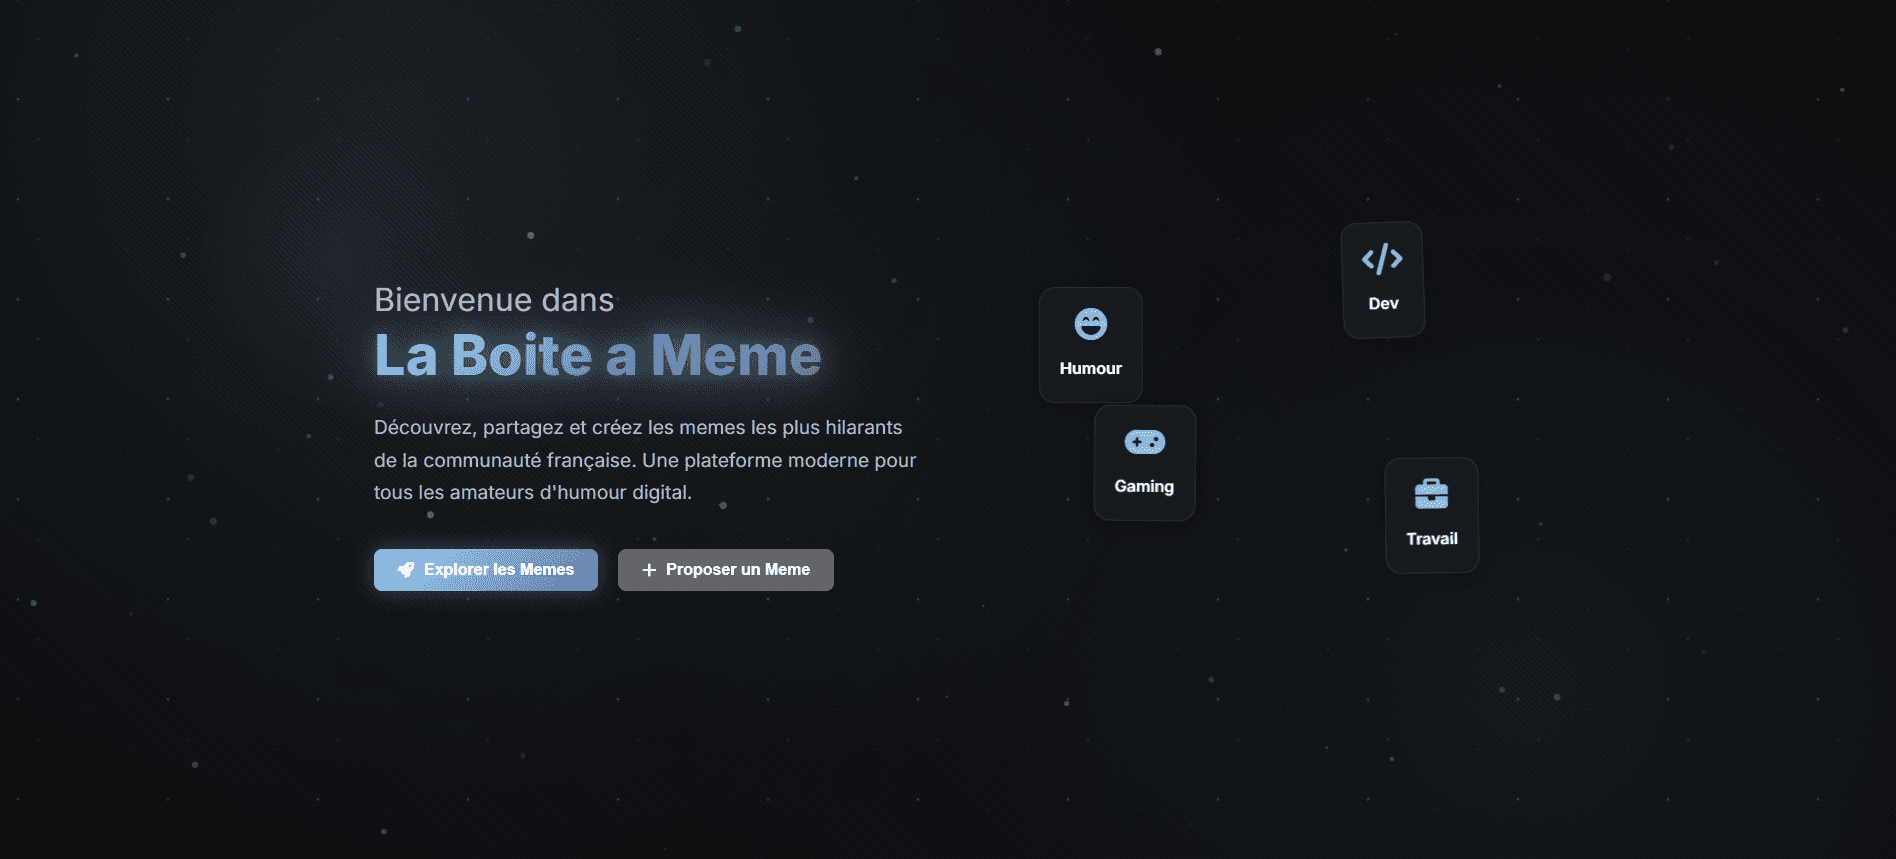 Bienvenue dans
La Boite a Meme
Découvrez, partagez et créez les memes les plus hilarants
de la communauté française. Une plateforme moderne pour
tous les amateurs d'humour digital.
Explorer les Memes
Proposer un Meme
Dev
Humour
Gaming
Travail